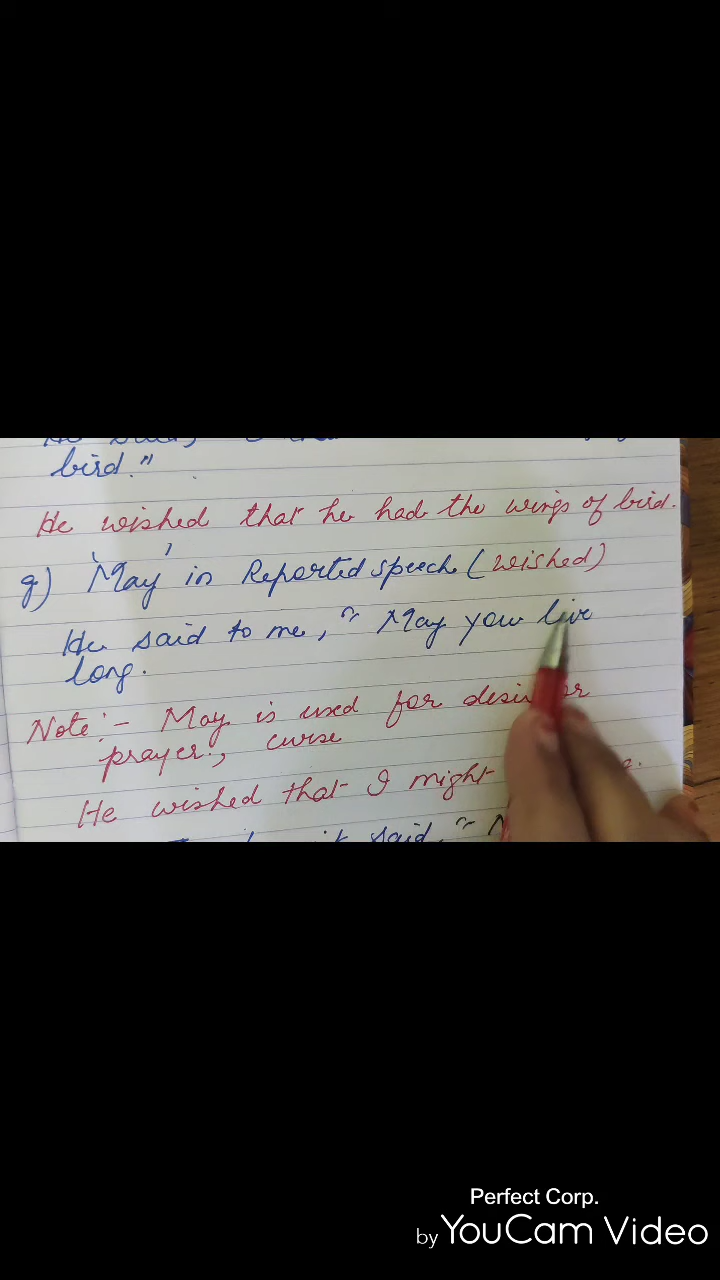 bird."
He wished that he had the wings of bird.
g) 'May' in Reported speech (wished)
He said to me, " May you live
long.
Note:- May is used for
prayer, curse
He wished that I might
said, "
Perfect Corp.
by YouCam Video